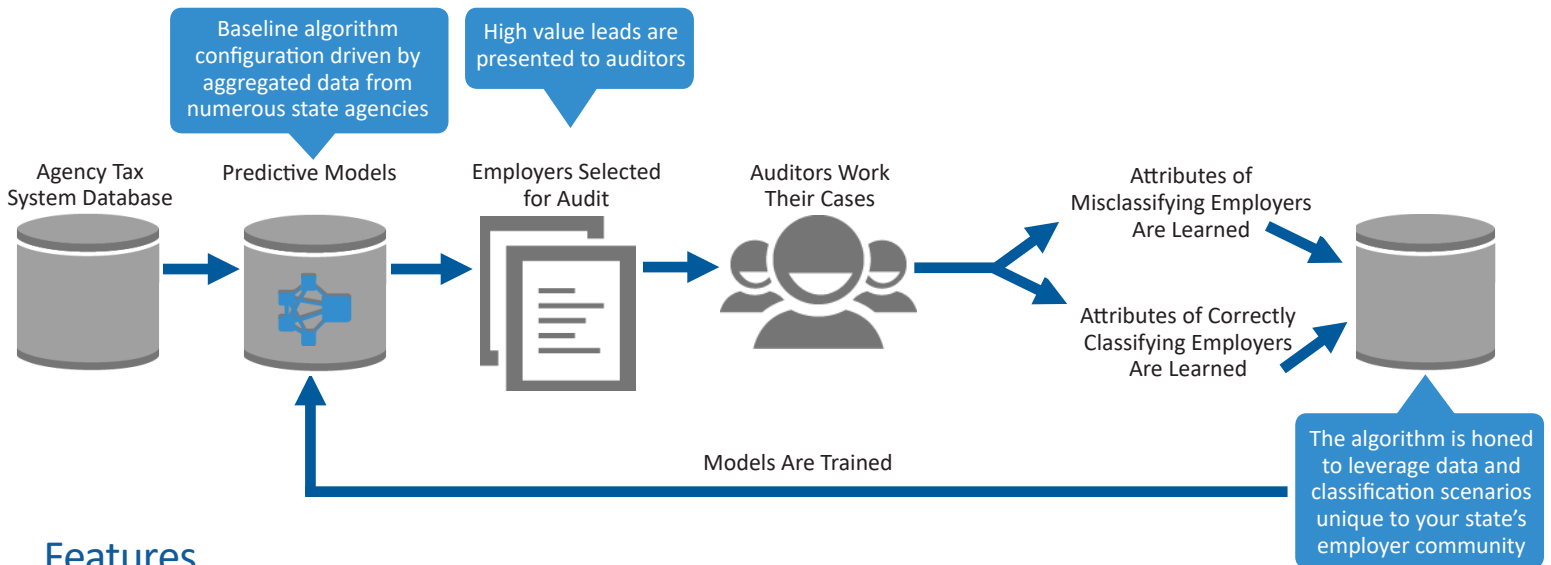 Baseline algorithm
configuration driven by
aggregated data from
numerous state agencies
High value leads are
presented to auditors
Agency Tax
System Database
Predictive Models
Employers Selected
for Audit
Auditors Work
Their Cases
Attributes of
Misclassifying Employers
Are Learned
Attributes of Correctly
Classifying Employers
Are Learned
Models Are Trained
The algorithm is honed
to leverage data and
classification scenarios
unique to your state's
employer community
Features